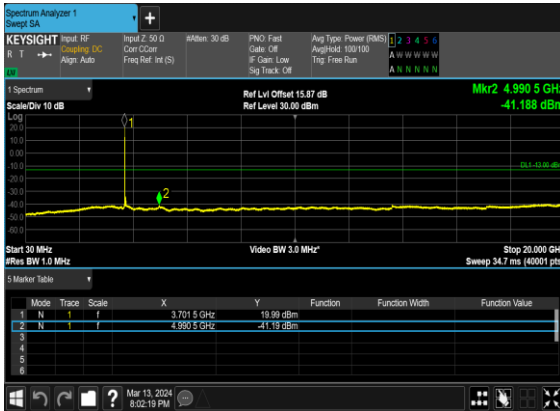 Spectrum Analyzer 1
Swept SA
+
KEYSIGHT Input: RF Input Z: 50 Ω #Atten: 30 dB PNO: Fast Avg Type: Power (RMS) 1 2 3 4 5 6
R T Coupling: DC Corr CCorr Gate: Off Avg|Hold: 100/100 A W W W W W
Align: Auto Freq Ref: Int (S) IF Gain: Low Trig: Free Run
Sig Track: Off A N N N N N
1 Spectrum Ref Lvl Offset 15.87 dB Mkr2 4.990 5 GHz
Scale/Div 10 dB Ref Level 30.00 dBm -41.188 dBm
Log
1
20.0
10.0
0.00
-10.0
DL1 -13.00 dBm
-20.0
-30.0
2
-40.0
-50.0
-60.0
Start 30 MHz Video BW 3.0 MHz* Stop 20.000 GHz
#Res BW 1.0 MHz Sweep 34.7 ms (40001 pts)
5 Marker Table
Mode Trace Scale X Y Function Function Width Function Value
1 N 1 f 3.701 5 GHz 19.99 dBm
2 N 1 f 4.990 5 GHz -41.19 dBm
3
4
5
6
? Mar 13, 2024
8:02:19 PM